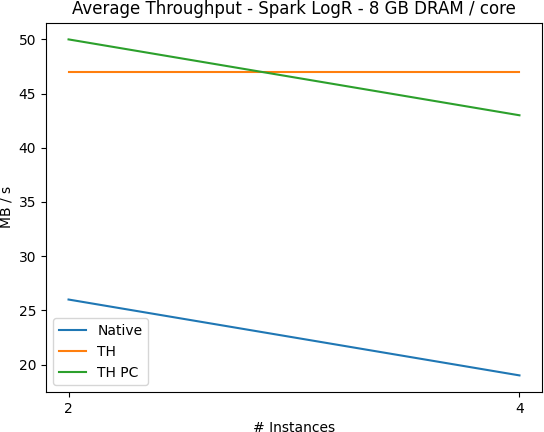 Average Throughput - Spark LogR - 8 GB DRAM / core
MB / s
50
45
40
35
30
25
20
Native
TH
TH PC
2
4
# Instances